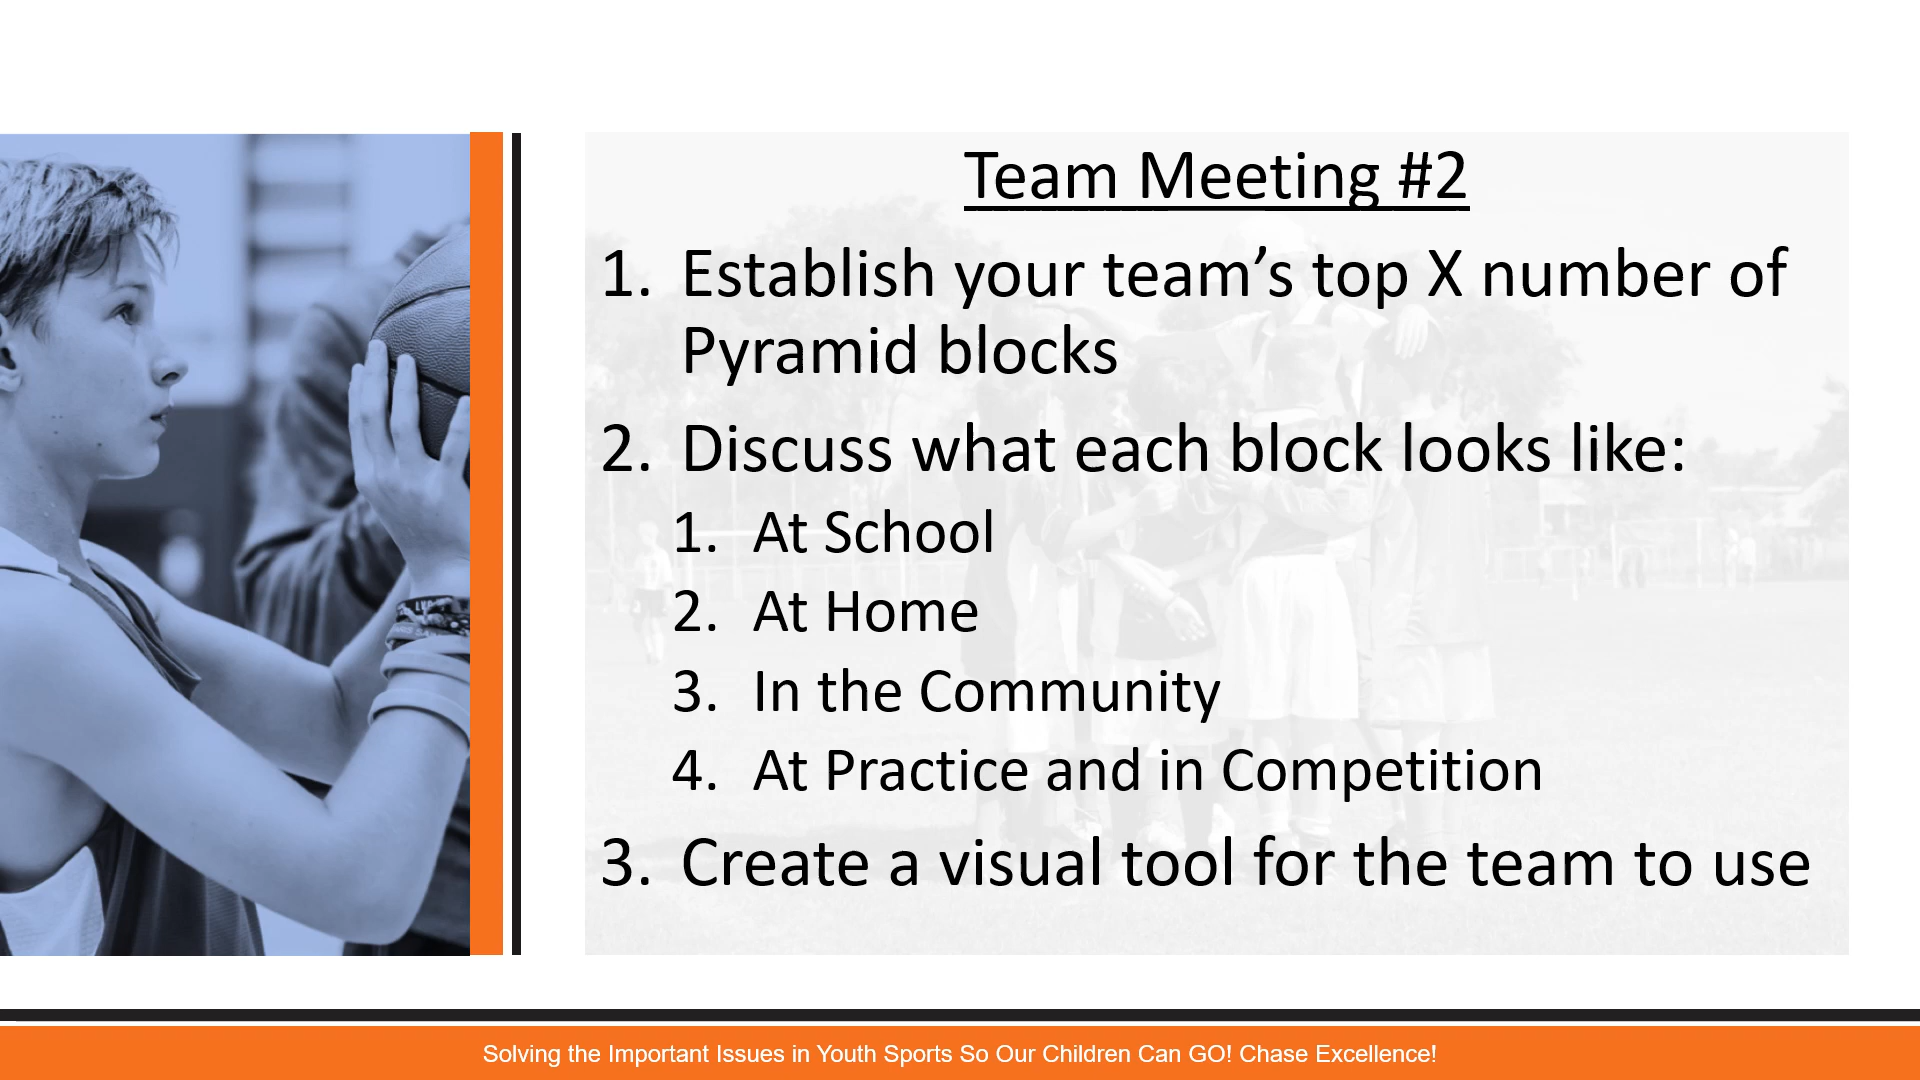 Team Meeting #2
1. Establish your team’s top X number of
Pyramid blocks
2. Discuss what each block looks like:
1. At School
2. At Home
3. In the Community
4. At Practice and in Competition
3. Create a visual tool for the team to use
Solving the Important Issues in Youth Sports So Our Children Can GO! Chase Excellence!